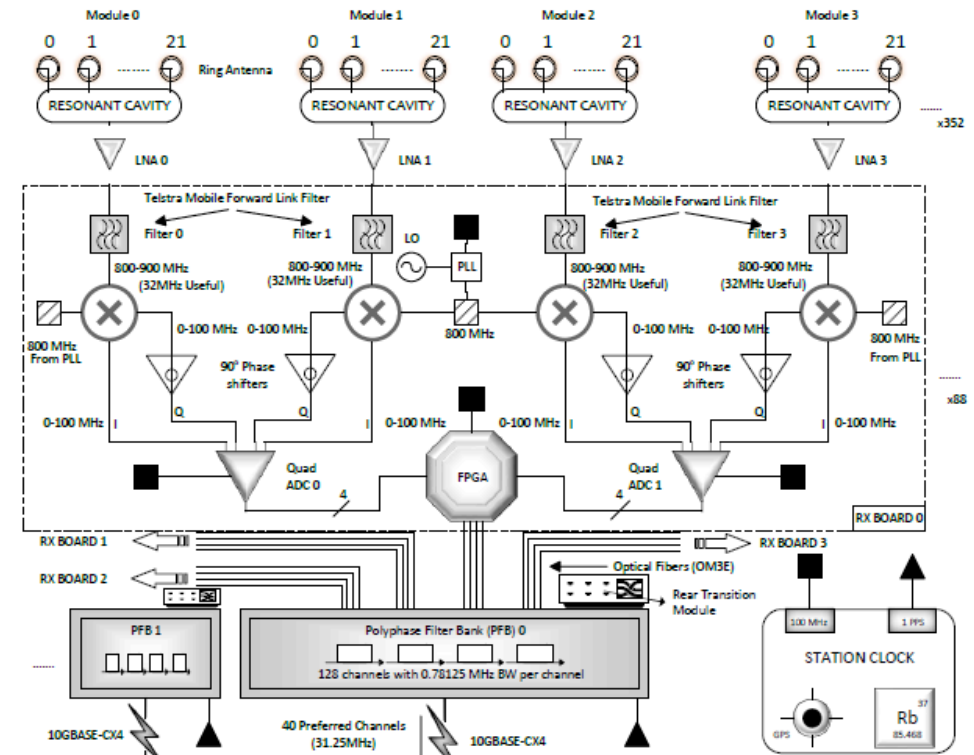 Module 0
Module 1
Module 2
Module 3
0 1 21
0 1 21
0 1 21
0 1 21
Ring Antenna
RESONANT CAVITY
RESONANT CAVITY
RESONANT CAVITY
RESONANT CAVITY
x352
LNA 0
LNA 1
LNA 2
LNA 3
Telstra Mobile Forward Link Filter
Telstra Mobile Forward Link Filter
Filter 0
Filter 1
LO
Filter 2
Filter 3
PLL
800-900 MHz
(32MHz Useful)
800-900 MHz
(32MHz Useful)
800-900 MHz
(32MHz Useful)
800-900 MHz
(32MHz Useful)
800 MHz
From PLL
0-100 MHz
0-100 MHz
800 MHz
0-100 MHz
0-100 MHz
800 MHz
From PLL
90° Phase
shifters
90° Phase
shifters
x88
Q
Q
Q
Q
0-100 MHz
I
I
0-100 MHz
0-100 MHz
I
I
0-100 MHz
Quad
ADC 0
FPGA
Quad
ADC 1
4
4
RX BOARD 0
RX BOARD 1
RX BOARD 3
RX BOARD 2
Optical Fibers (OM3E)
Rear Transition
Module
PFB 1
Polyphase Filter Bank (PFB) 0
128 channels with 0.78125 MHz BW per channel
100 MHz
1 PPS
STATION CLOCK
GPS
37
Rb
85.468
10GBASE-CX4
40 Preferred Channels
(31.25MHz)
10GBASE-CX4